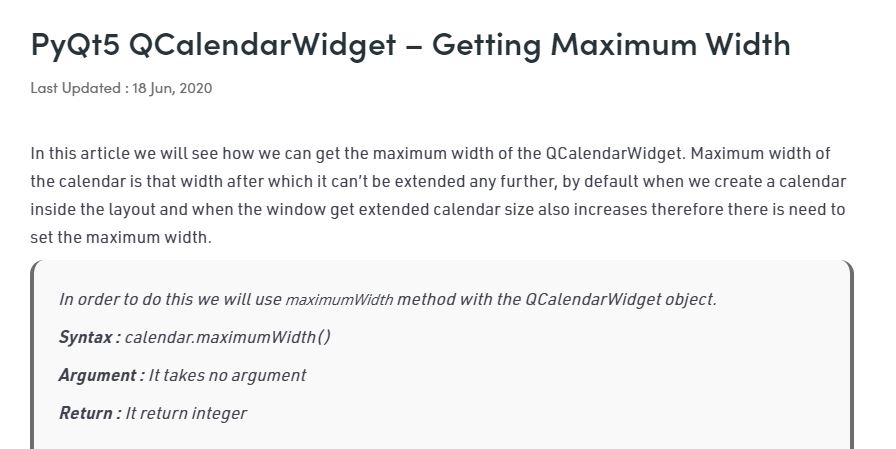 PyQt5 QCalendarWidget – Getting Maximum Width
Last Updated : 18 Jun, 2020
In this article we will see how we can get the maximum width of the QCalendarWidget. Maximum width of
the calendar is that width after which it can’t be extended any further, by default when we create a calendar
inside the layout and when the window get extended calendar size also increases therefore there is need to
set the maximum width.
In order to do this we will use maximumWidth method with the QCalendarWidget object.
Syntax : calendar.maximumWidth()
Argument : It takes no argument
Return : It return integer